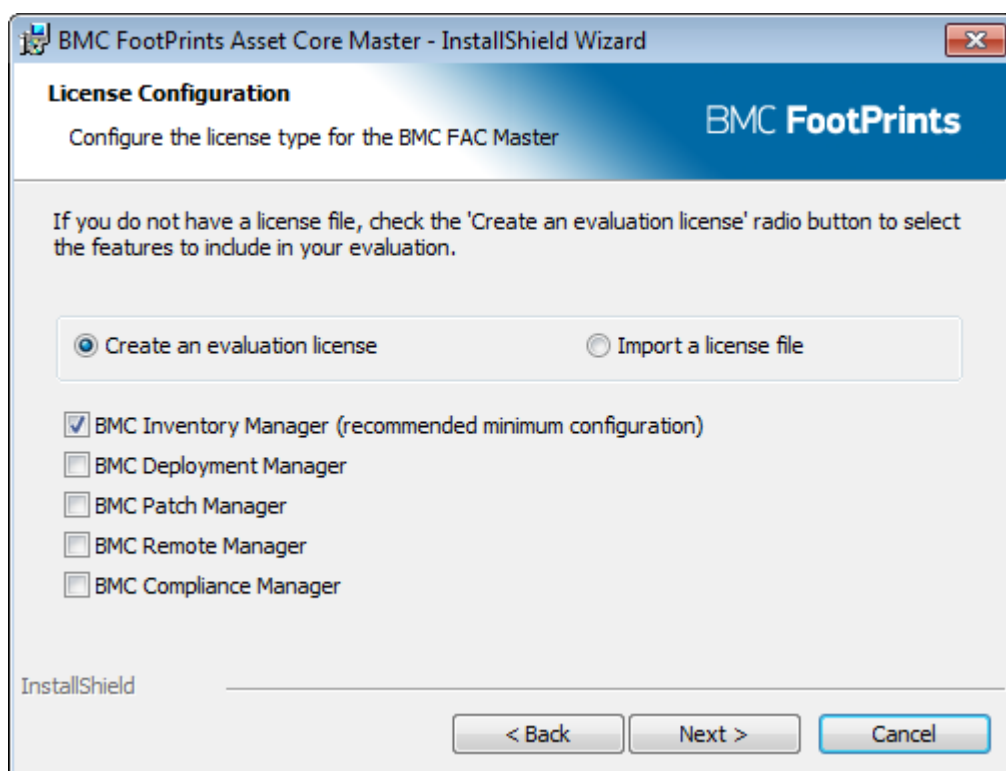 BMC FootPrints Asset Core Master - InstallShield Wizard
License Configuration
Configure the license type for the BMC FAC Master
BMC FootPrints
If you do not have a license file, check the 'Create an evaluation license' radio button to select
the features to include in your evaluation.
Create an evaluation license
Import a license file
BMC Inventory Manager (recommended minimum configuration)
BMC Deployment Manager
BMC Patch Manager
BMC Remote Manager
BMC Compliance Manager
InstallShield
< Back
Next >
Cancel